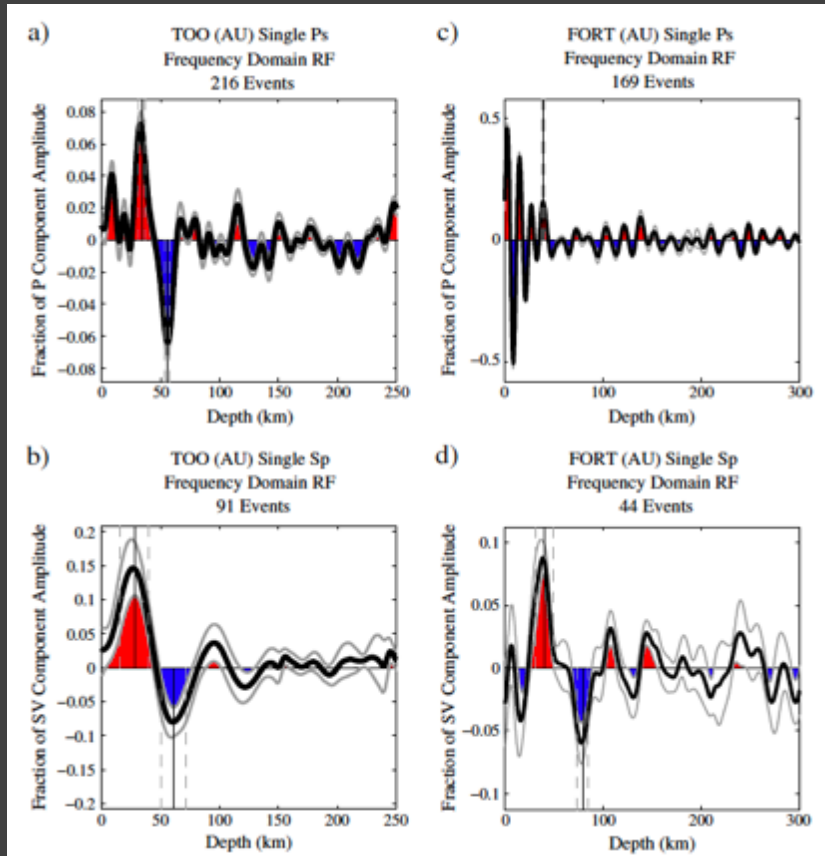 a)
TOO (AU) Single Ps
Frequency Domain RF
216 Events
Fraction of P Component Amplitude
0.08
0.06
0.04
0.02
0
−0.02
−0.04
−0.06
−0.08
0 50 100 150 200 250
Depth (km)
c)
FORT (AU) Single Ps
Frequency Domain RF
169 Events
Fraction of P Component Amplitude
0.5
0
−0.5
0 100 200 300
Depth (km)
b)
TOO (AU) Single Sp
Frequency Domain RF
91 Events
Fraction of SV Component Amplitude
0.2
0.15
0.1
0.05
0
−0.05
−0.1
−0.15
−0.2
0 50 100 150 200 250
Depth (km)
d)
FORT (AU) Single Sp
Frequency Domain RF
44 Events
Fraction of SV Component Amplitude
0.1
0.05
0
−0.05
−0.1
0 100 200 300
Depth (km)